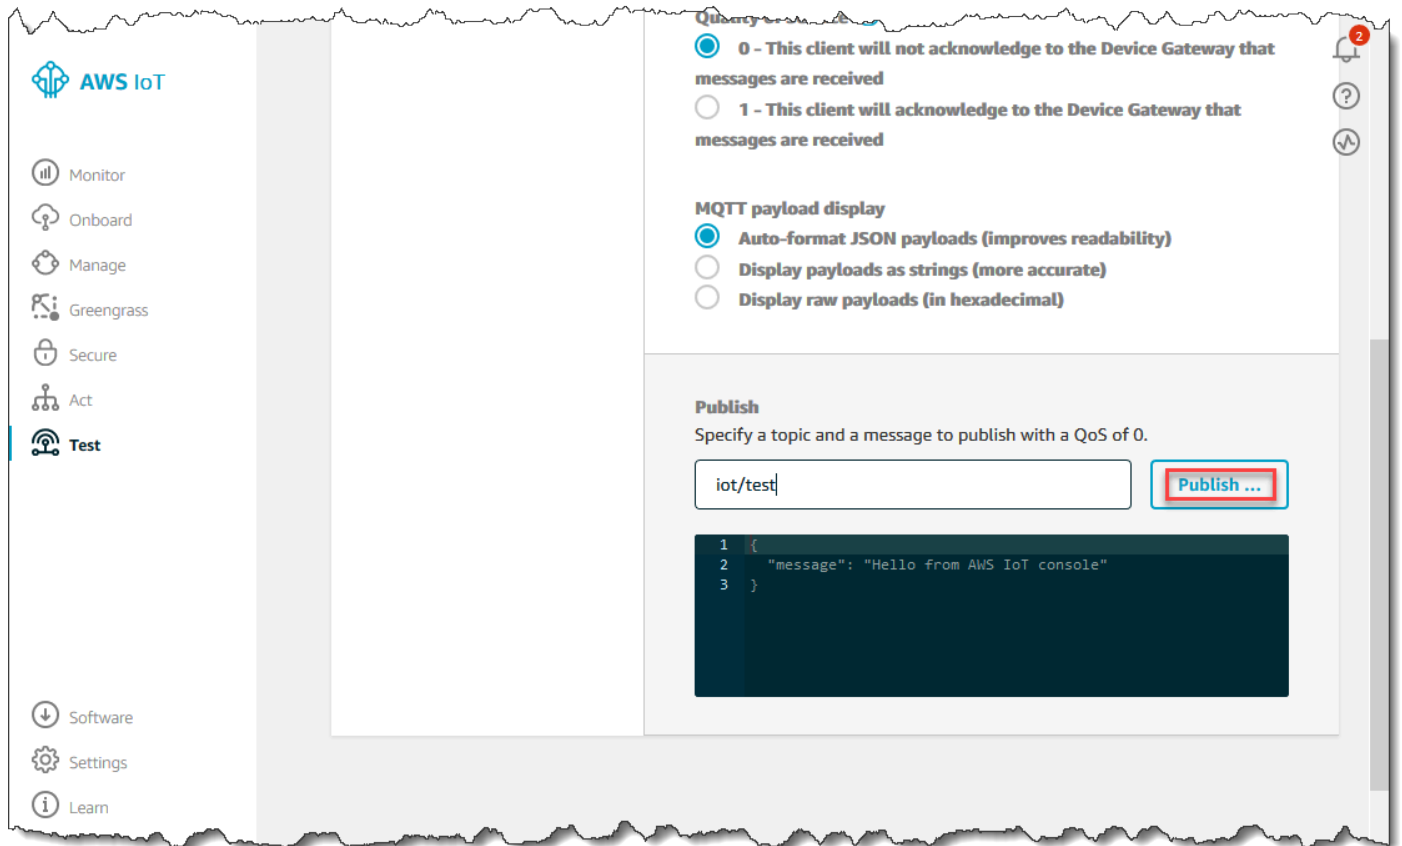 2
AWS IoT
Monitor
Onboard
Manage
Greengrass
Secure
Act
Test
Software
Settings
Learn
0 - This client will not acknowledge to the Device Gateway that
messages are received
1 - This client will acknowledge to the Device Gateway that
messages are received
MQTT payload display
Auto-format JSON payloads (improves readability)
Display payloads as strings (more accurate)
Display raw payloads (in hexadecimal)
Publish
Specify a topic and a message to publish with a QoS of 0.
iot/test
Publish ...
1 {
2 "message": "Hello from AWS IoT console"
3 }